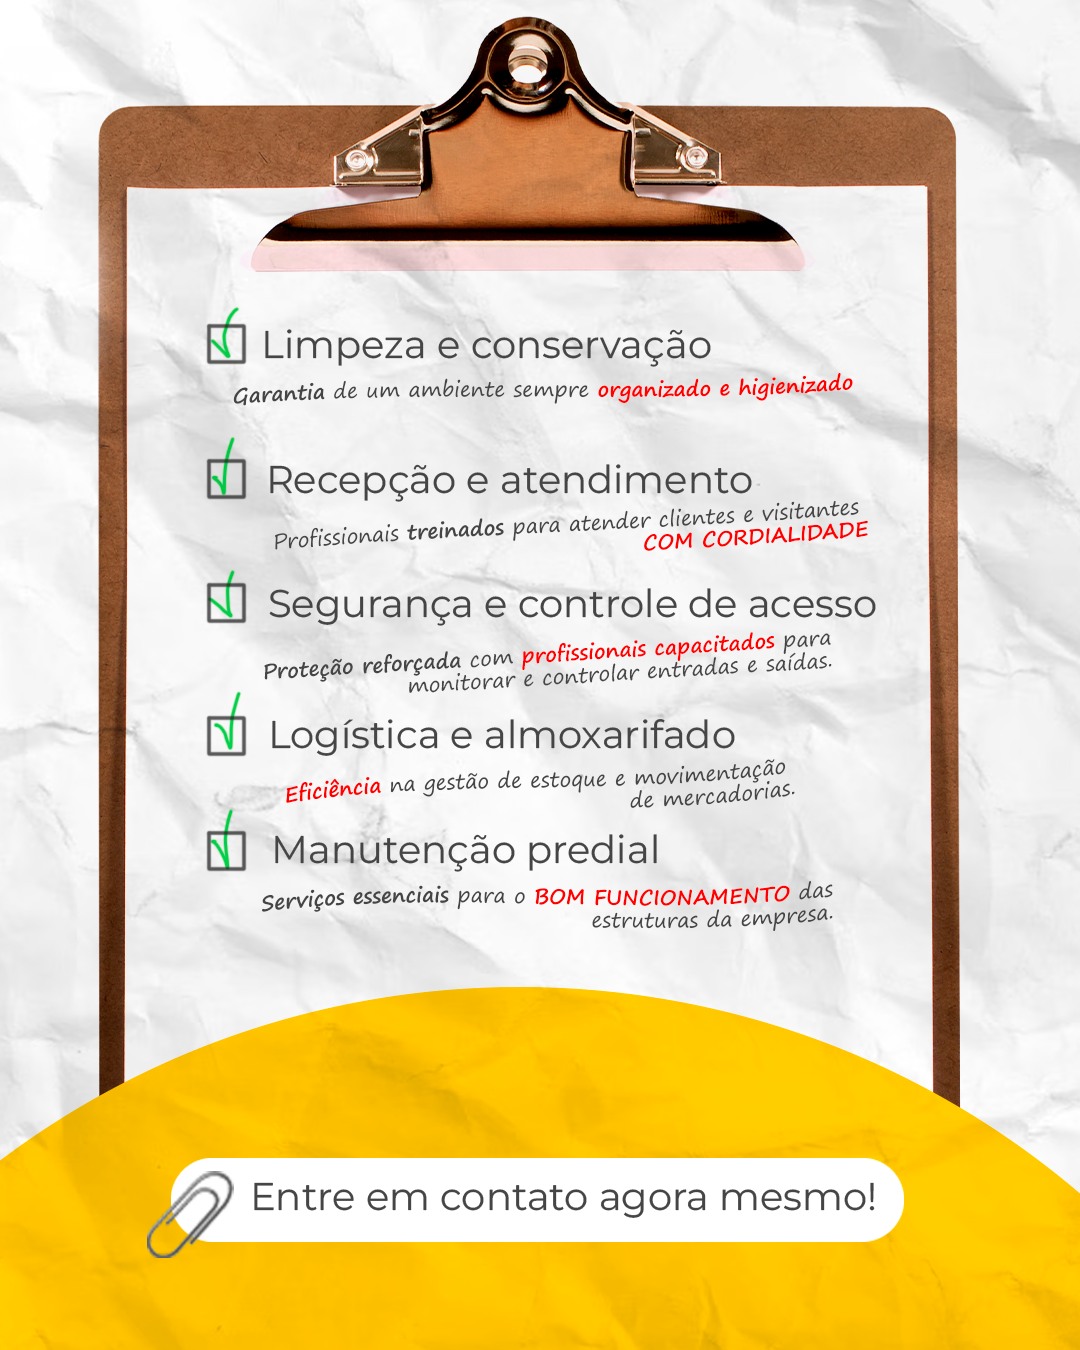 Limpeza e conservação
Garantia de um ambiente sempre organizado e higienizado
Recepção e atendimento
Profissionais treinados para atender clientes e visitantes
COM CORDIALIDADE
Segurança e controle de acesso
Proteção reforçada com profissionais capacitados para
monitorar e controlar entradas e saídas.
Logística e almoxarifado
Eficiência na gestão de estoque e movimentação
de mercadorias.
Manutenção predial
Serviços essenciais para o BOM FUNCIONAMENTO das
estruturas da empresa.
Entre em contato agora mesmo!